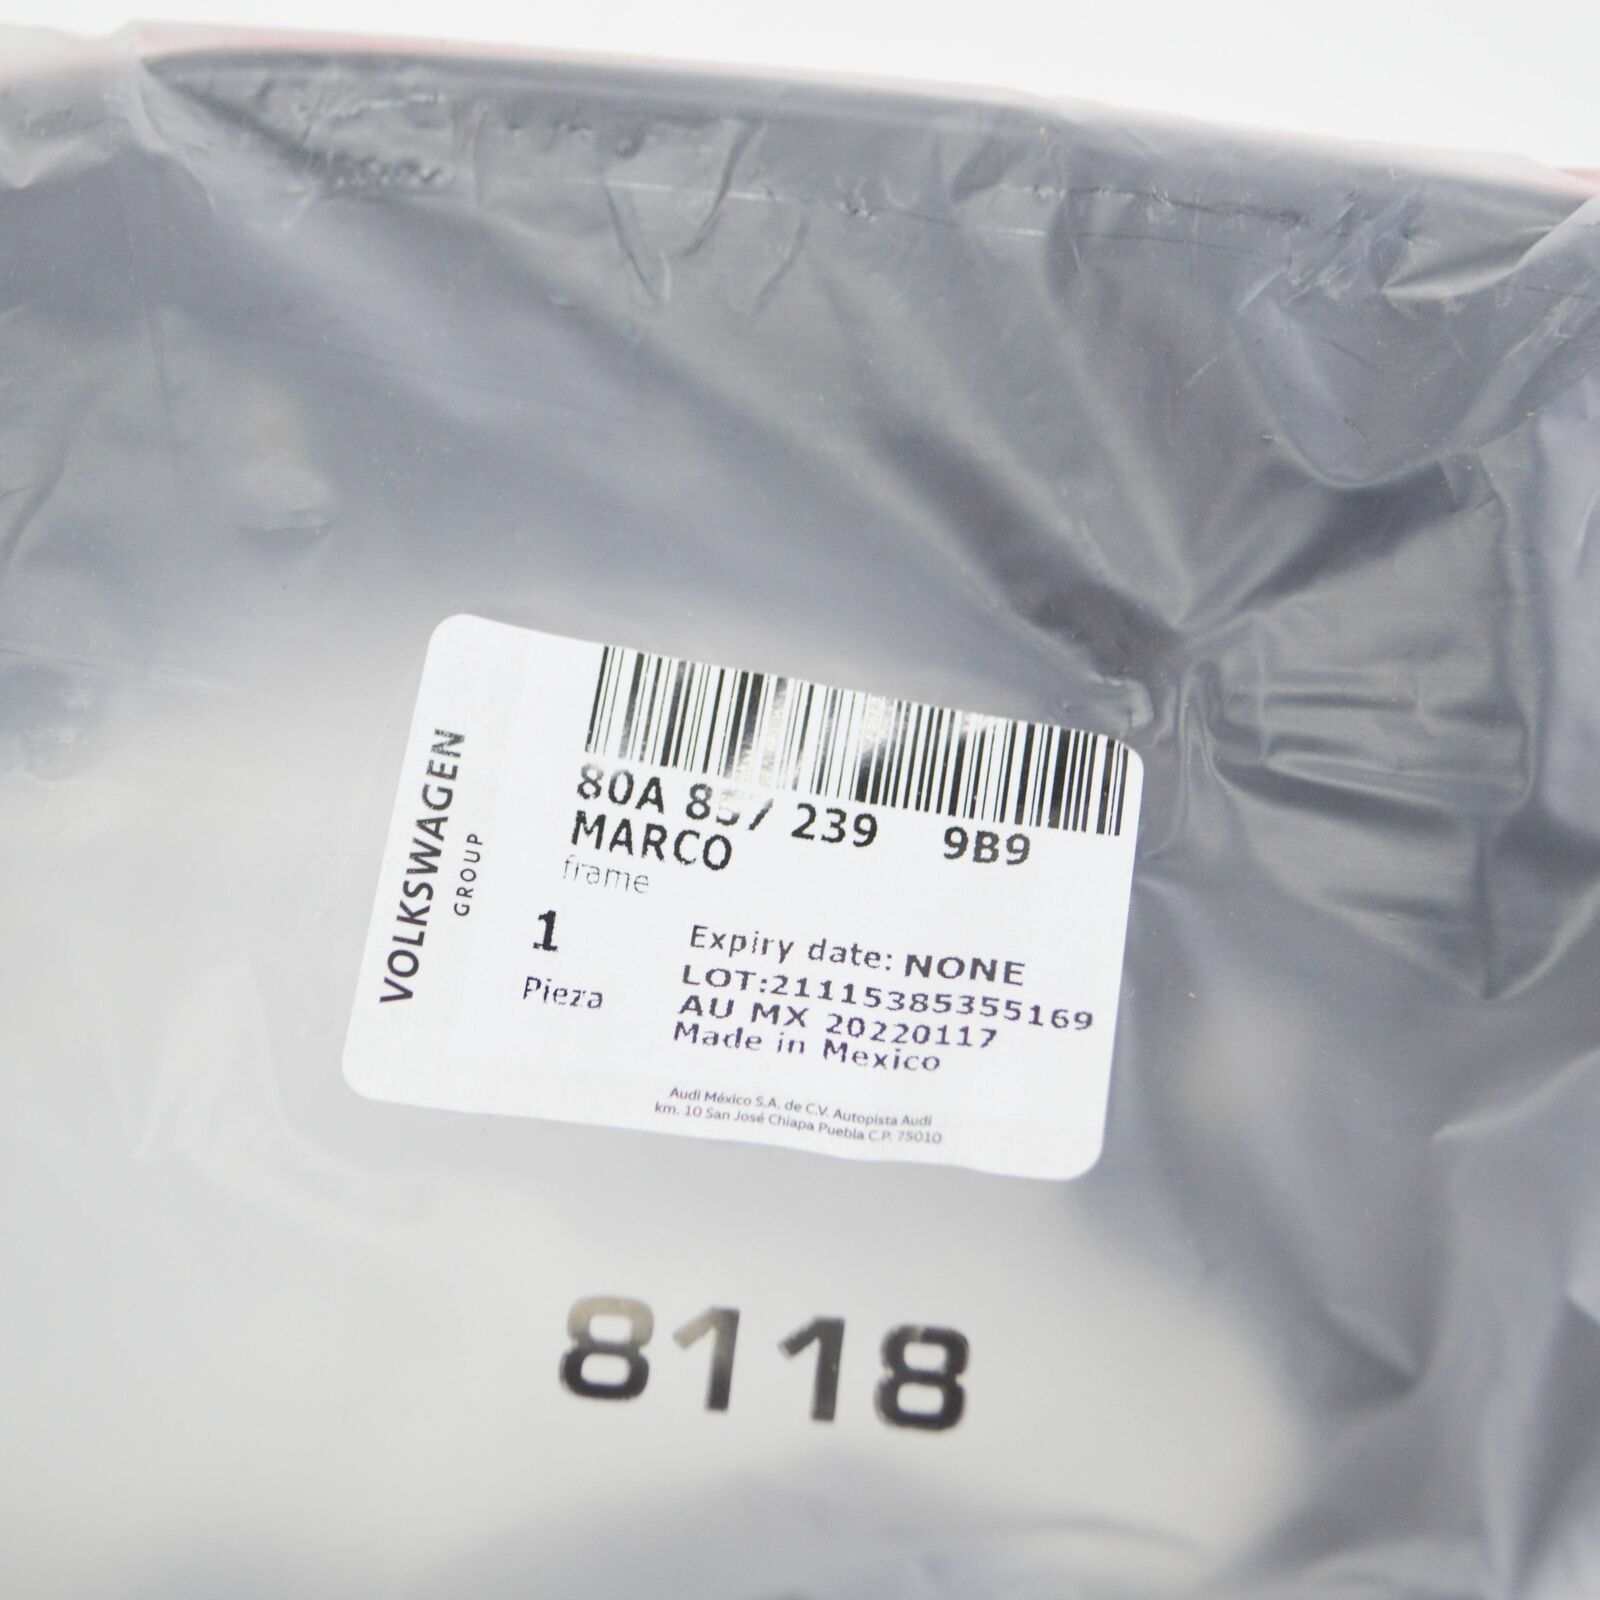 VOLKSWAGEN
GROUP
80A 857 239 9B9
MARCO
frame
1
Pieza
Expiry date: NONE
LOT:21115385355169
AU MX 20220117
Made in Mexico
Audi México S.A. de C.V. Autopista Audi
km. 10 San José Chiapa Puebla C.P. 75010
8118